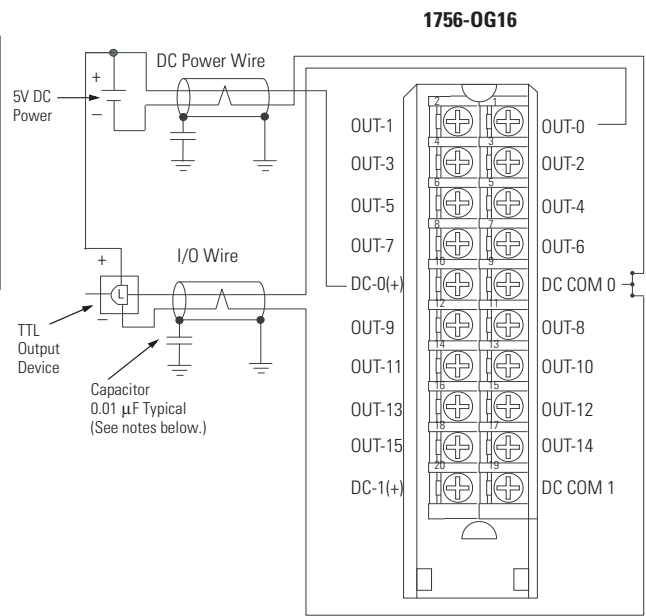 1756-OG16
DC Power Wire
+
5V DC
Power
–
I/O Wire
+
L
–
TTL
Output
Device
Capacitor
0.01 μF Typical
(See notes below.)
2 1
OUT-1 OUT-0
4 3
OUT-3 OUT-2
6 5
OUT-5 OUT-4
8 7
OUT-7 OUT-6
10 9
DC-0(+) DC COM 0
12 11
OUT-9 OUT-8
14 13
OUT-11 OUT-10
16 15
OUT-13 OUT-12
18 17
OUT-15 OUT-14
20 19
DC-1(+) DC COM 1